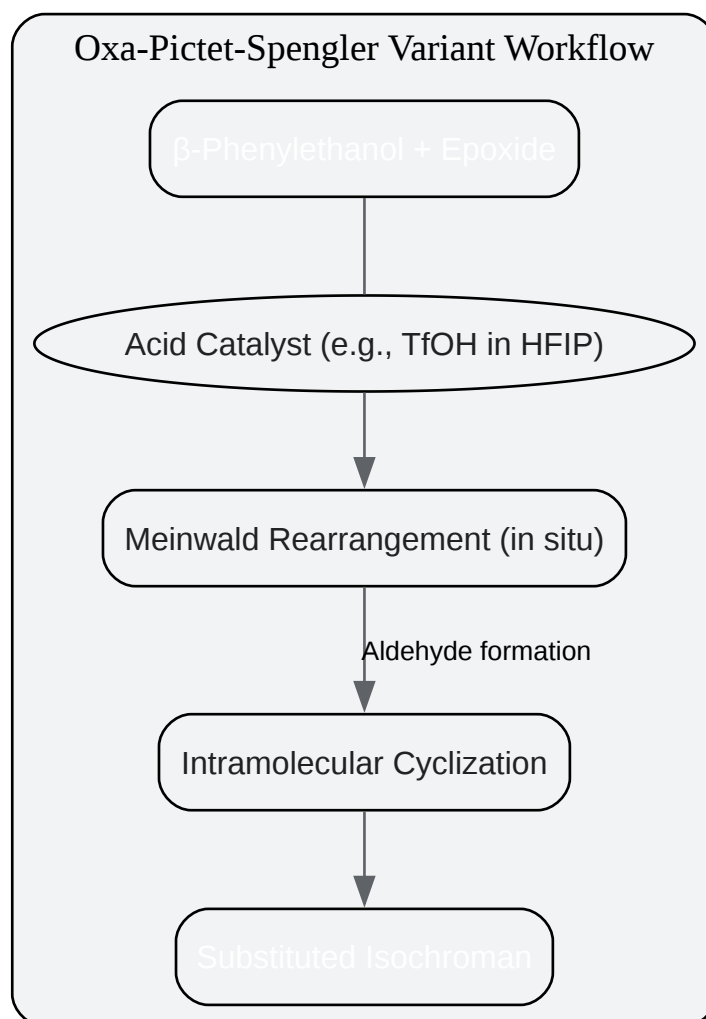 Oxa-Pictet-Spengler Variant Workflow
β-Phenylethanol + Epoxide
Acid Catalyst (e.g., TfOH in HFIP)
Meinwald Rearrangement (in situ)
Aldehyde formation
Intramolecular Cyclization
Substituted Isochroman